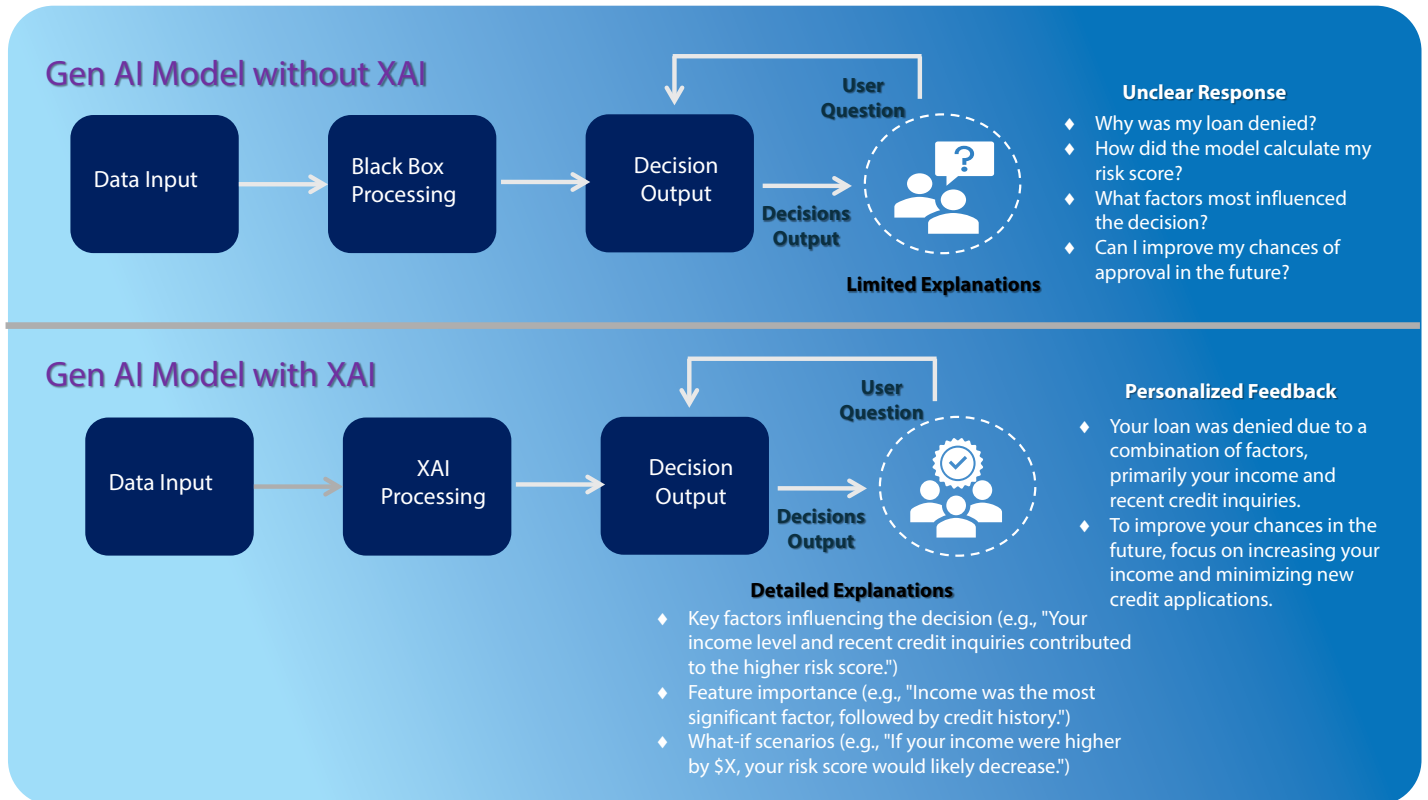 Gen AI Model without XAI
Data Input
Black Box
Processing
Decision
Output
User
Question
Decisions
Output
?
Limited Explanations
Unclear Response
♦ Why was my loan denied?
♦ How did the model calculate my
risk score?
♦ What factors most influenced
the decision?
♦ Can I improve my chances of
approval in the future?
Gen AI Model with XAI
Data Input
XAI
Processing
Decision
Output
User
Question
Decisions
Output
Personalized Feedback
♦ Your loan was denied due to a
combination of factors,
primarily your income and
recent credit inquiries.
♦ To improve your chances in the
future, focus on increasing your
income and minimizing new
credit applications.
Detailed Explanations
♦ Key factors influencing the decision (e.g., "Your
income level and recent credit inquiries contributed
to the higher risk score.")
♦ Feature importance (e.g., "Income was the most
significant factor, followed by credit history.")
♦ What-if scenarios (e.g., "If your income were higher
by $X, your risk score would likely decrease.")